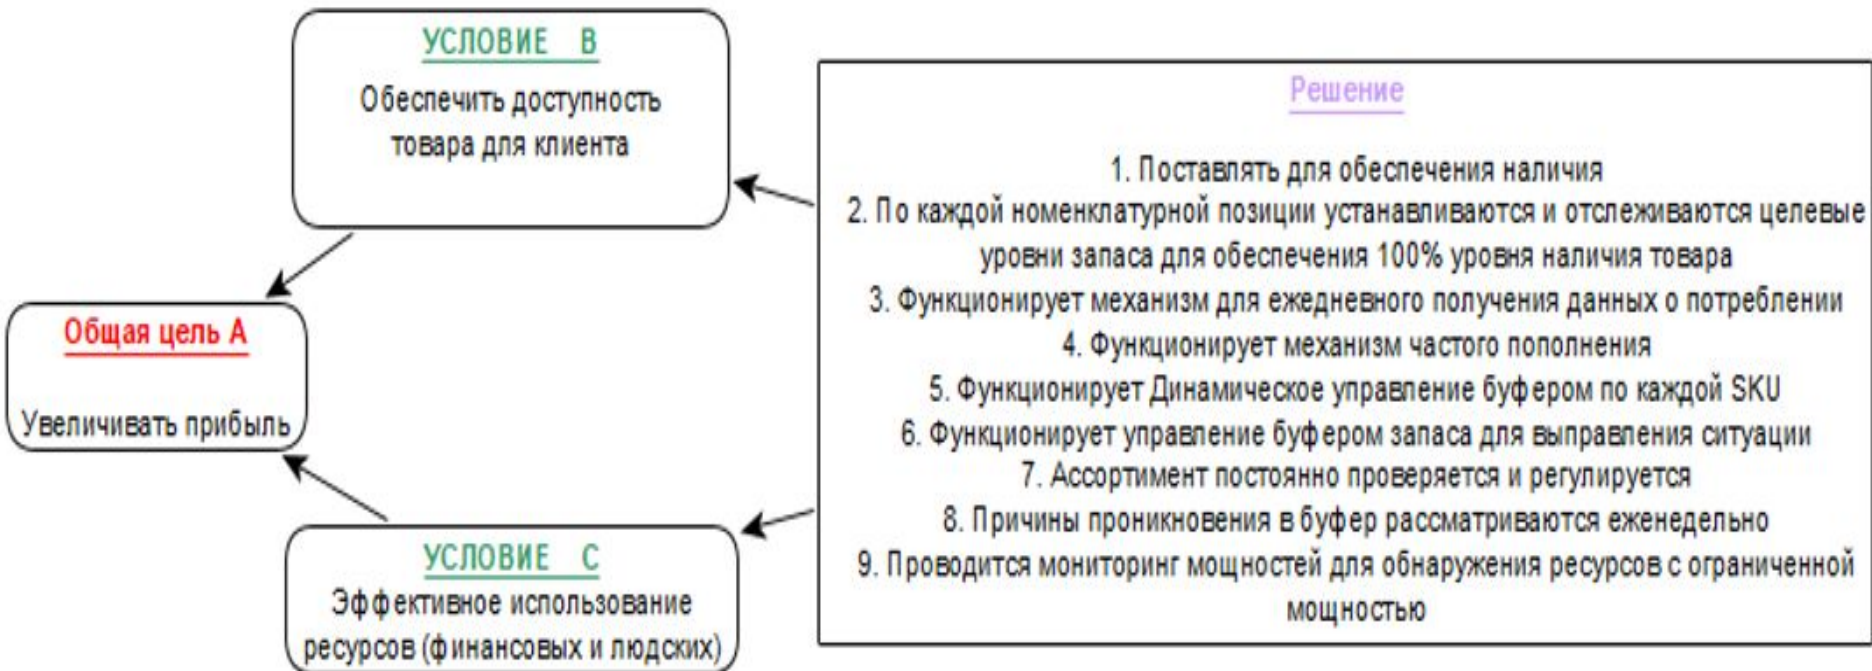 УСЛОВИЕ В
Обеспечить доступность
товара для клиента
Общая цель А
Увеличивать прибыль
УСЛОВИЕ С
Эффективное использование
ресурсов (финансовых и людских)
Решение
1. Поставлять для обеспечения наличия
2. По каждой номенклатурной позиции устанавливаются и отслеживаются целевые
уровни запаса для обеспечения 100% уровня наличия товара
3. Функционирует механизм для ежедневного получения данных о потреблении
4. Функционирует механизм частого пополнения
5. Функционирует Динамическое управление буфером по каждой SKU
6. Функционирует управление буфером запаса для выправления ситуации
7. Ассортимент постоянно проверяется и регулируется
8. Причины проникновения в буфер рассматриваются еженедельно
9. Проводится мониторинг мощностей для обнаружения ресурсов с ограниченной
мощностью